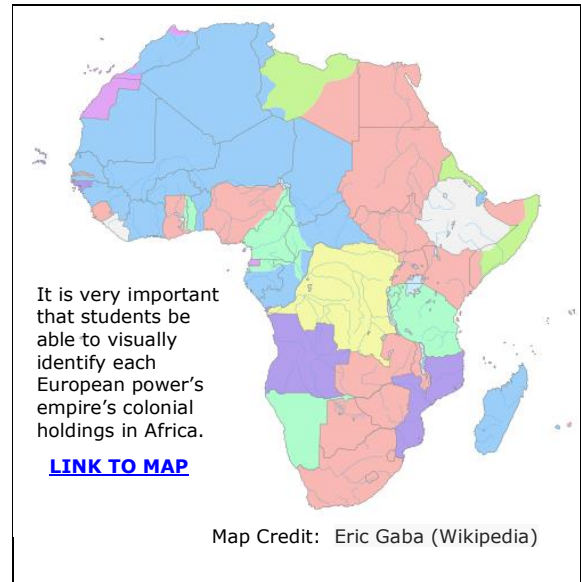 It is very important
that students be
able to visually
identify each
European power’s
empire’s colonial
holdings in Africa.
LINK TO MAP
Map Credit: Eric Gaba (Wikipedia)